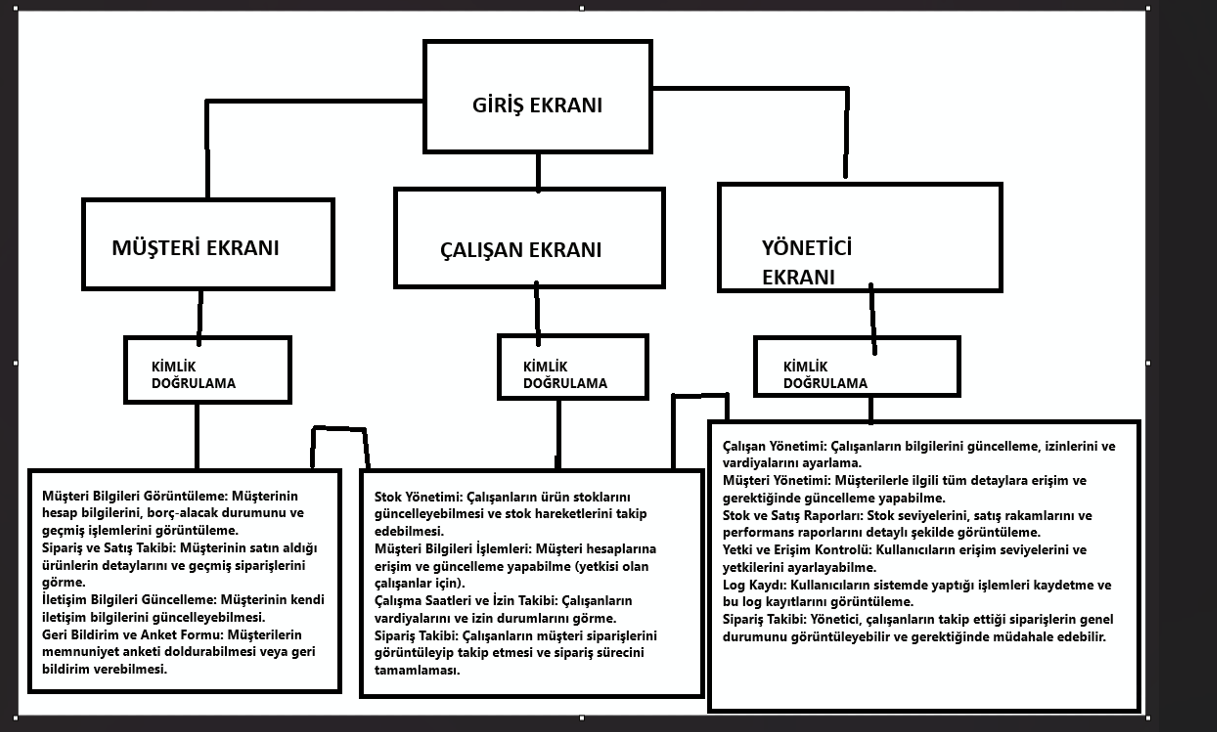 GİRİŞ EKRANI
MÜŞTERİ EKRANI
ÇALIŞAN EKRANI
YÖNETİCİ
EKRANI
KİMLİK
DOĞRULAMA
KİMLİK
DOĞRULAMA
KİMLİK
DOĞRULAMA
Müşteri Bilgileri Görüntüleme: Müşterinin
hesap bilgilerini, borç-alacak durumunu ve
geçmiş işlemlerini görüntüleme.
Sipariş ve Satış Takibi: Müşterinin satın aldığı
ürünlerin detaylarını ve geçmiş siparişlerini
görme.
İletişim Bilgileri Güncelleme: Müşterinin kendi
iletişim bilgilerini güncelleyebilmesi.
Geri Bildirim ve Anket Formu: Müşterilerin
memnuniyet anketi doldurabilmesi veya geri
bildirim verebilmesi.
Stok Yönetimi: Çalışanların ürün stoklarını
güncelleyebilmesi ve stok hareketlerini takip
edebilmesi.
Müşteri Bilgileri İşlemleri: Müşteri hesaplarına
erişim ve güncelleme yapabilme (yetkisi olan
çalışanlar için).
Çalışma Saatleri ve İzin Takibi: Çalışanların
vardiyalarını ve izin durumlarını görme.
Sipariş Takibi: Çalışanların müşteri siparişlerini
görüntüleyip takip etmesi ve sipariş sürecini
tamamlaması.
Çalışan Yönetimi: Çalışanların bilgilerini güncelleme, izinlerini ve
vardiyalarını ayarlama.
Müşteri Yönetimi: Müşterilerle ilgili tüm detaylara erişim ve
gerektiğinde güncelleme yapabilme.
Stok ve Satış Raporları: Stok seviyelerini, satış rakamlarını ve
performans raporlarını detaylı şekilde görüntüleme.
Yetki ve Erişim Kontrolü: Kullanıcıların erişim seviyelerini ve
yetkilerini ayarlayabilme.
Log Kaydı: Kullanıcıların sistemde yaptığı işlemleri kaydetme ve
bu log kayıtlarını görüntüleme.
Sipariş Takibi: Yönetici, çalışanların takip ettiği siparişlerin genel
durumunu görüntüleyebilir ve gerektiğinde müdahale edebilir.